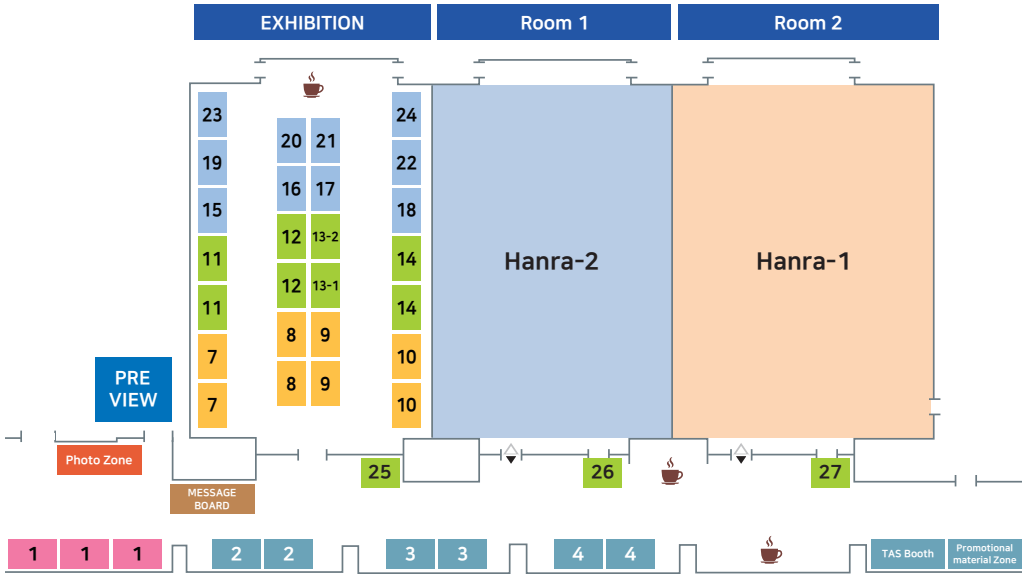 EXHIBITION
Room 1
Room 2
23
24
20 21
19
22
16 17
15
18
12 13-2
11
14
Hanra-2
Hanra-1
12 13-1
11
14
8 9
7
10
8 9
7
10
PRE
VIEW
Photo Zone
25
26
27
MESSAGE
BOARD
1 1 1
2 2
3 3
4 4
TAS Booth
Promotional
material Zone